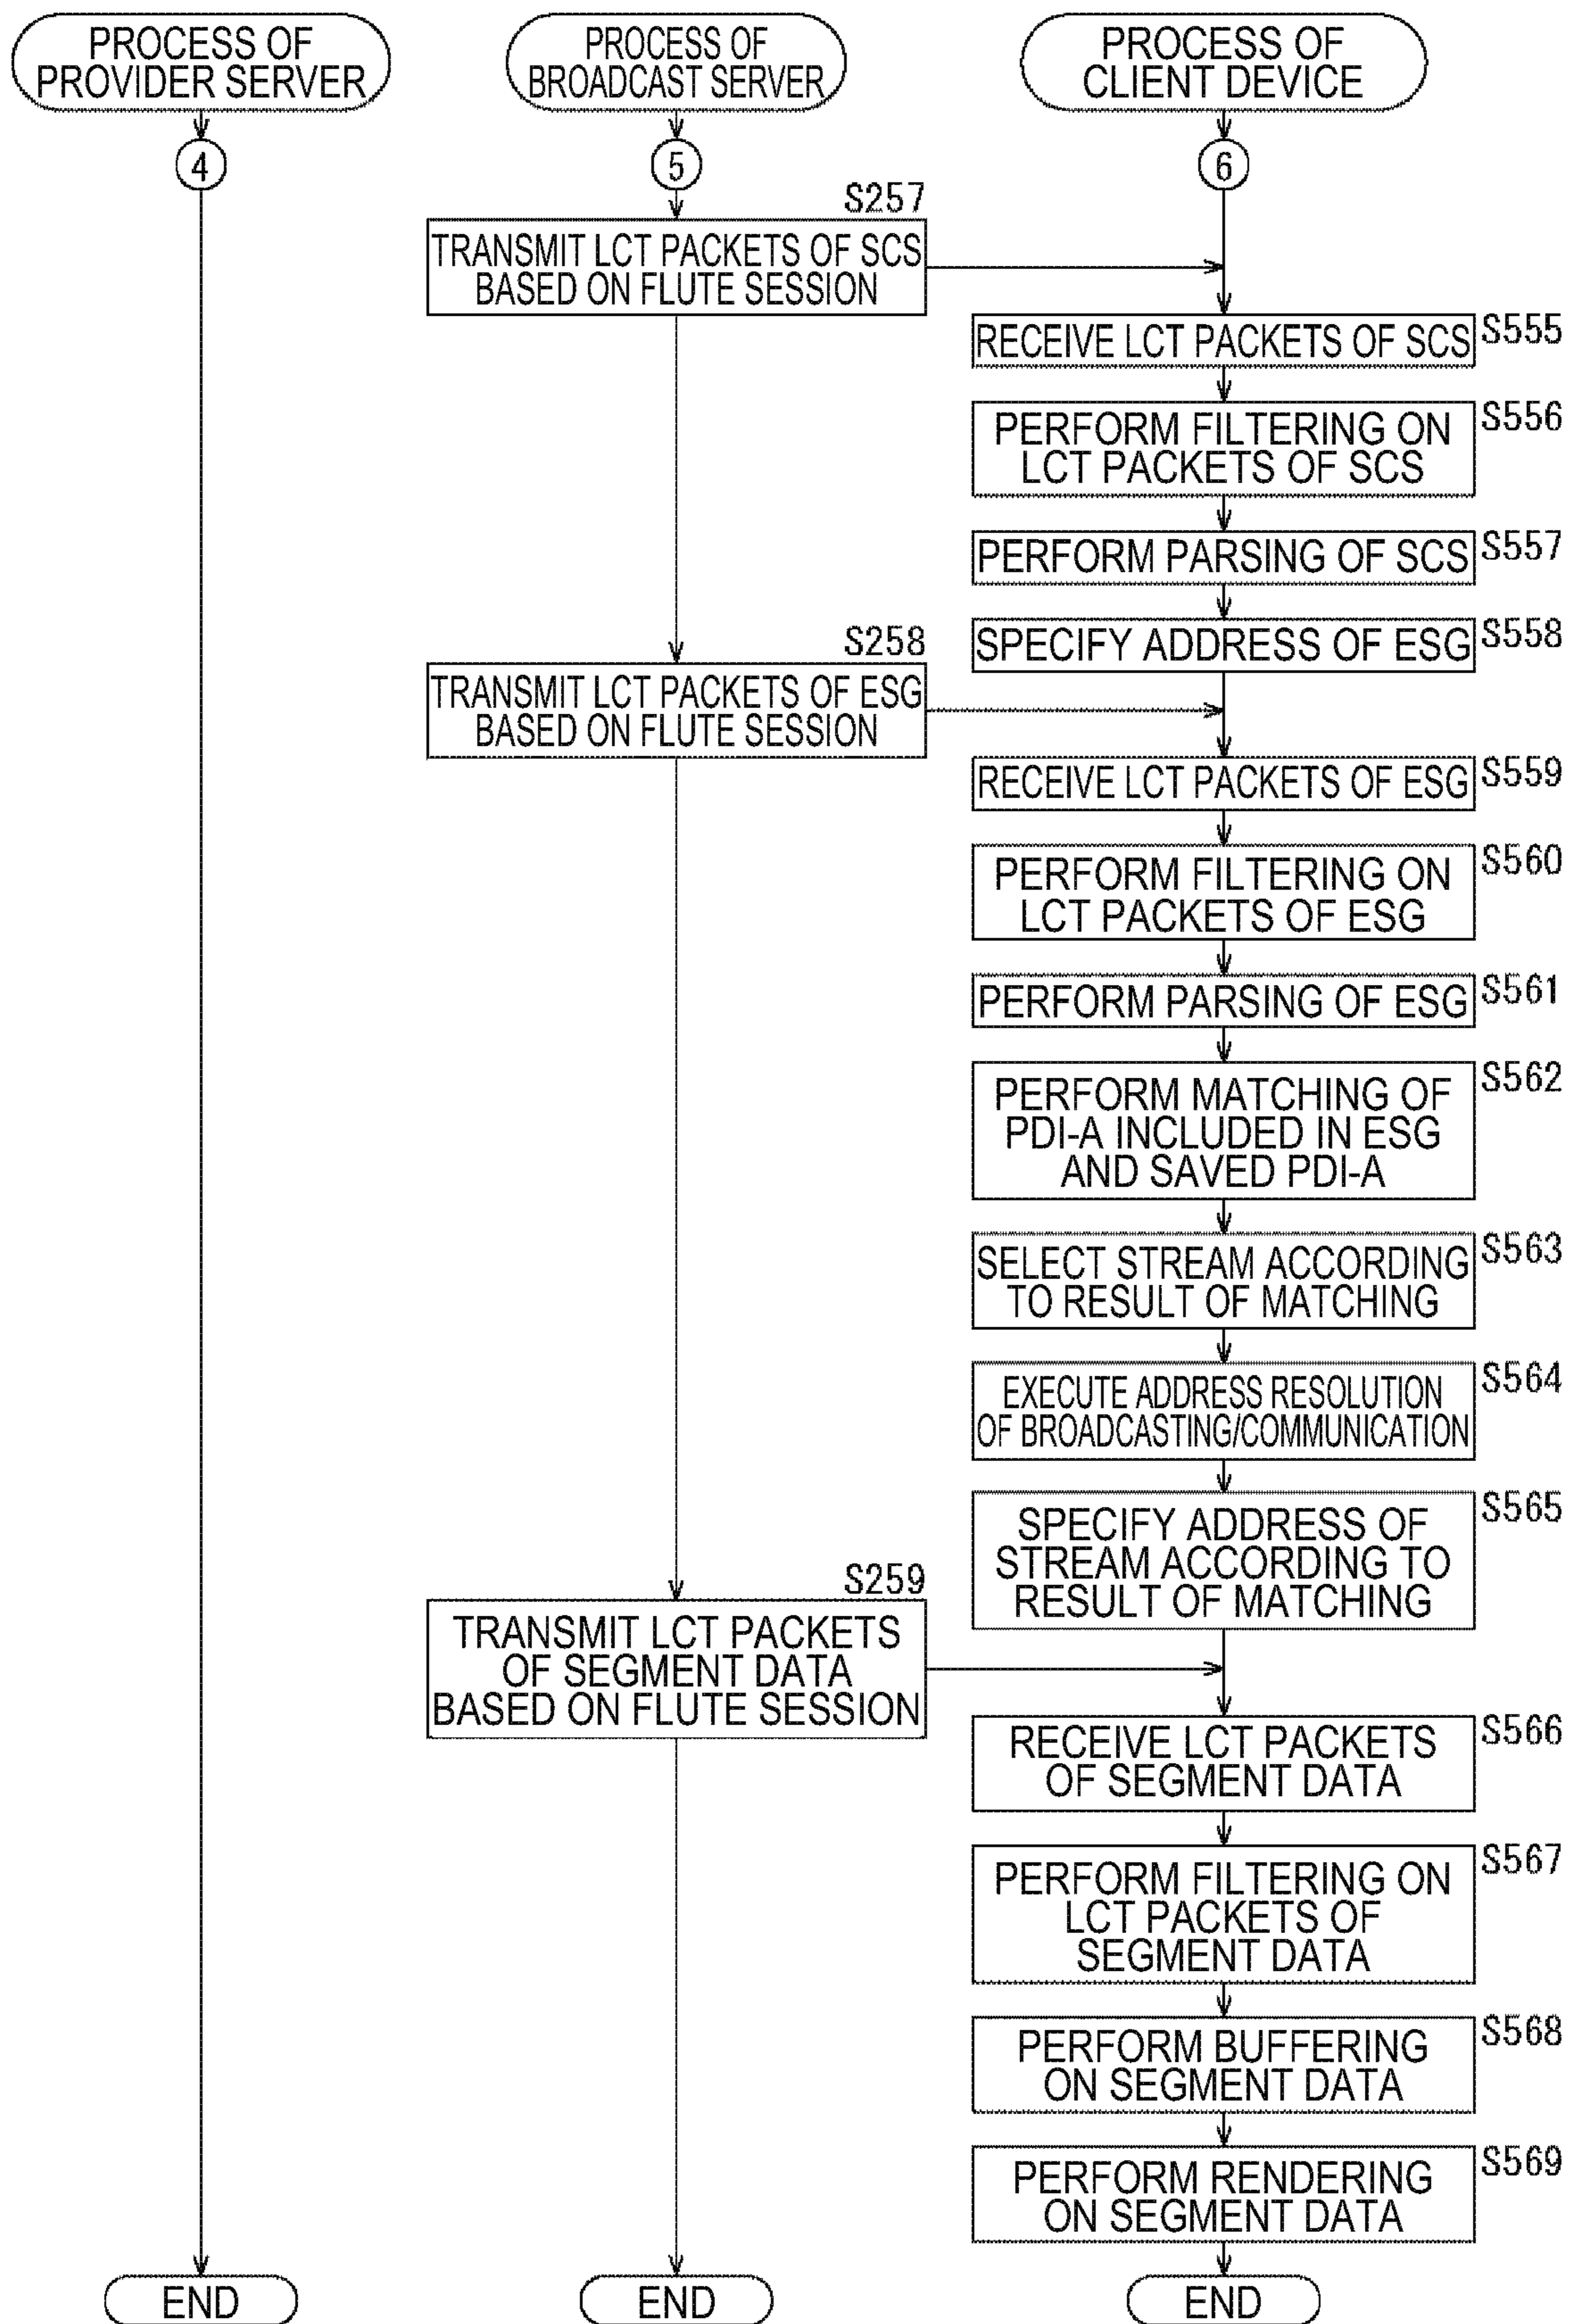 PROCESS OF
PROVIDER SERVER
PROCESS OF
BROADCAST SERVER
PROCESS OF
CLIENT DEVICE
4
5
6
S257
TRANSMIT LCT PACKETS OF SCS
BASED ON FLUTE SESSION
RECEIVE LCT PACKETS OF SCS
S555
PERFORM FILTERING ON
LCT PACKETS OF SCS
S556
PERFORM PARSING OF SCS
S557
SPECIFY ADDRESS OF ESG
S558
S258
TRANSMIT LCT PACKETS OF ESG
BASED ON FLUTE SESSION
RECEIVE LCT PACKETS OF ESG
S559
PERFORM FILTERING ON
LCT PACKETS OF ESG
S560
PERFORM PARSING OF ESG
S561
PERFORM MATCHING OF
PDI-A INCLUDED IN ESG
AND SAVED PDI-A
S562
SELECT STREAM ACCORDING
TO RESULT OF MATCHING
S563
EXECUTE ADDRESS RESOLUTION
OF BROADCASTING/COMMUNICATION
S564
SPECIFY ADDRESS OF
STREAM ACCORDING TO
RESULT OF MATCHING
S565
S259
TRANSMIT LCT PACKETS
OF SEGMENT DATA
BASED ON FLUTE SESSION
RECEIVE LCT PACKETS
OF SEGMENT DATA
S566
PERFORM FILTERING ON
LCT PACKETS OF
SEGMENT DATA
S567
PERFORM BUFFERING
ON SEGMENT DATA
S568
PERFORM RENDERING
ON SEGMENT DATA
S569
END
END
END